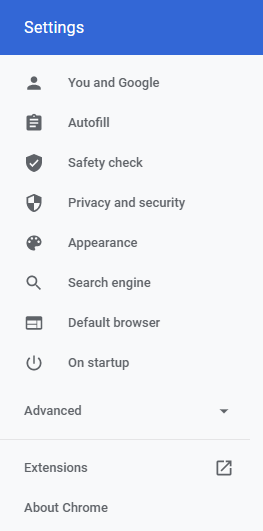 Settings
You and Google
Autofill
Safety check
Privacy and security
Appearance
Search engine
Default browser
On startup
Advanced
Extensions
About Chrome